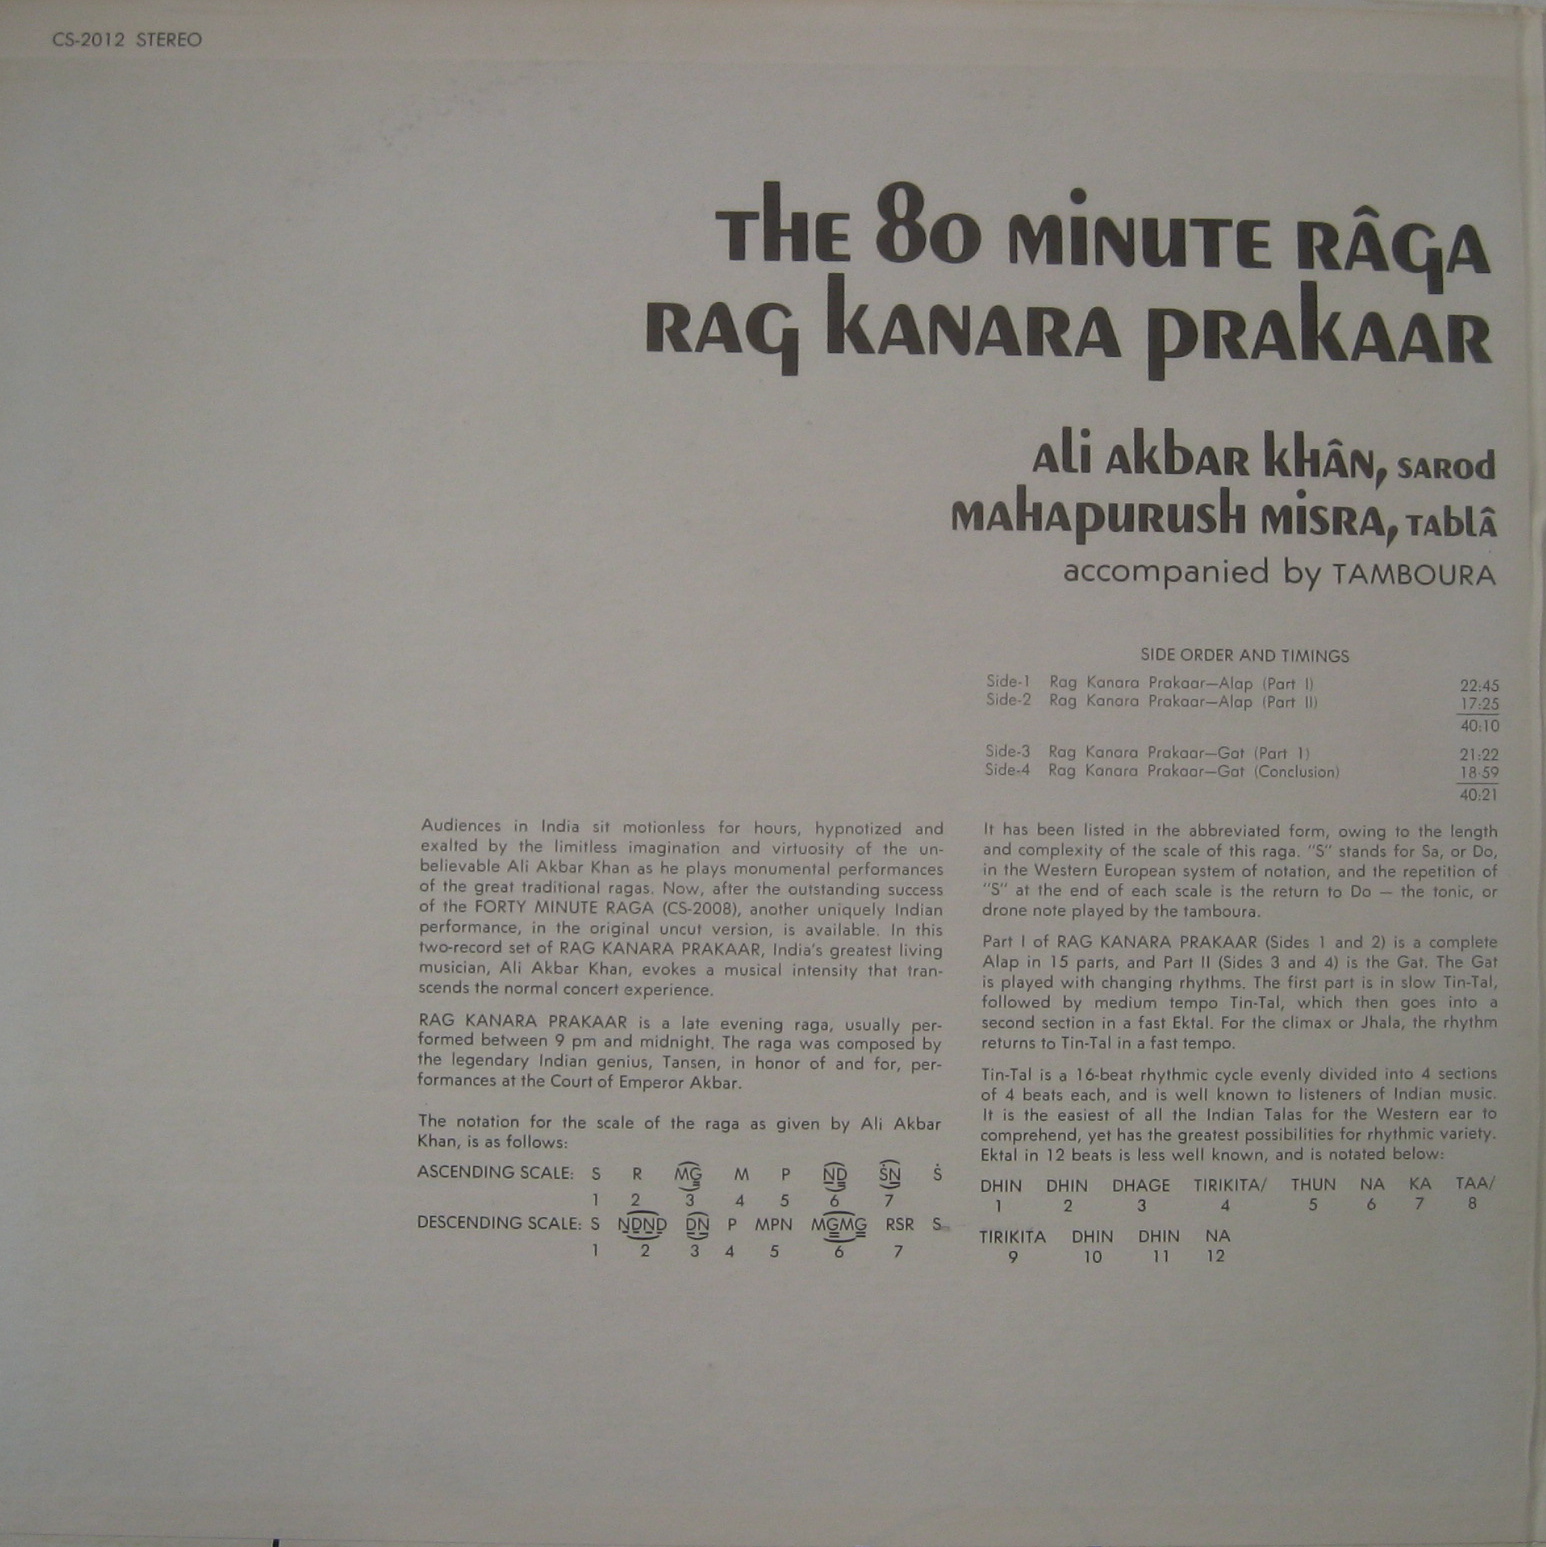 CS-2012 STEREO
THE 80 MINUTE RÂGA
RAG KANARA PRAKAAR
ALI AKBAR KHÂN, SAROD
MAHAPURUSH MISRA, TABLÂ
accompanied by TAMBOURA
SIDE ORDER AND TIMINGS
Side-1 Rag Kanara Prakaar—Alap (Part I) 22:45
Side-2 Rag Kanara Prakaar—Alap (Part II) 17:25
40:10
Side-3 Rag Kanara Prakaar—Gat (Part I) 21:22
Side-4 Rag Kanara Prakaar—Gat (Conclusion) 18:59
40:21
Audiences in India sit motionless for hours, hypnotized and
exalted by the limitless imagination and virtuosity of the un-
believable Ali Akbar Khan as he plays monumental performances
of the great traditional ragas. Now, after the outstanding success
of the FORTY MINUTE RAGA (CS-2008), another uniquely Indian
performance, in the original uncut version, is available. In this
two-record set of RAG KANARA PRAKAAR, India's greatest living
musician, Ali Akbar Khan, evokes a musical intensity that tran-
scends the normal concert experience.
RAG KANARA PRAKAAR is a late evening raga, usually per-
formed between 9 pm and midnight. The raga was composed by
the legendary Indian genius, Tansen, in honor of and for, per-
formances at the Court of Emperor Akbar.
The notation for the scale of the raga as given by Ali Akbar
Khan, is as follows:
ASCENDING SCALE: S R MG M P ND ṠN Ṡ
1 2 3 4 5 6 7
DESCENDING SCALE: S NDND DN P MPN MGMG RSR S
1 2 3 4 5 6 7
It has been listed in the abbreviated form, owing to the length
and complexity of the scale of this raga. "S" stands for Sa, or Do,
in the Western European system of notation, and the repetition of
"S" at the end of each scale is the return to Do — the tonic, or
drone note played by the tamboura.
Part I of RAG KANARA PRAKAAR (Sides 1 and 2) is a complete
Alap in 15 parts, and Part II (Sides 3 and 4) is the Gat. The Gat
is played with changing rhythms. The first part is in slow Tin-Tal,
followed by medium tempo Tin-Tal, which then goes into a
second section in a fast Ektal. For the climax or Jhala, the rhythm
returns to Tin-Tal in a fast tempo.
Tin-Tal is a 16-beat rhythmic cycle evenly divided into 4 sections
of 4 beats each, and is well known to listeners of Indian music.
It is the easiest of all the Indian Talas for the Western ear to
comprehend, yet has the greatest possibilities for rhythmic variety.
Ektal in 12 beats is less well known, and is notated below:
DHIN DHIN DHAGE TIRIKITA/ THUN NA KA TAA/
1 2 3 4 5 6 7 8
TIRIKITA DHIN DHIN NA
9 10 11 12